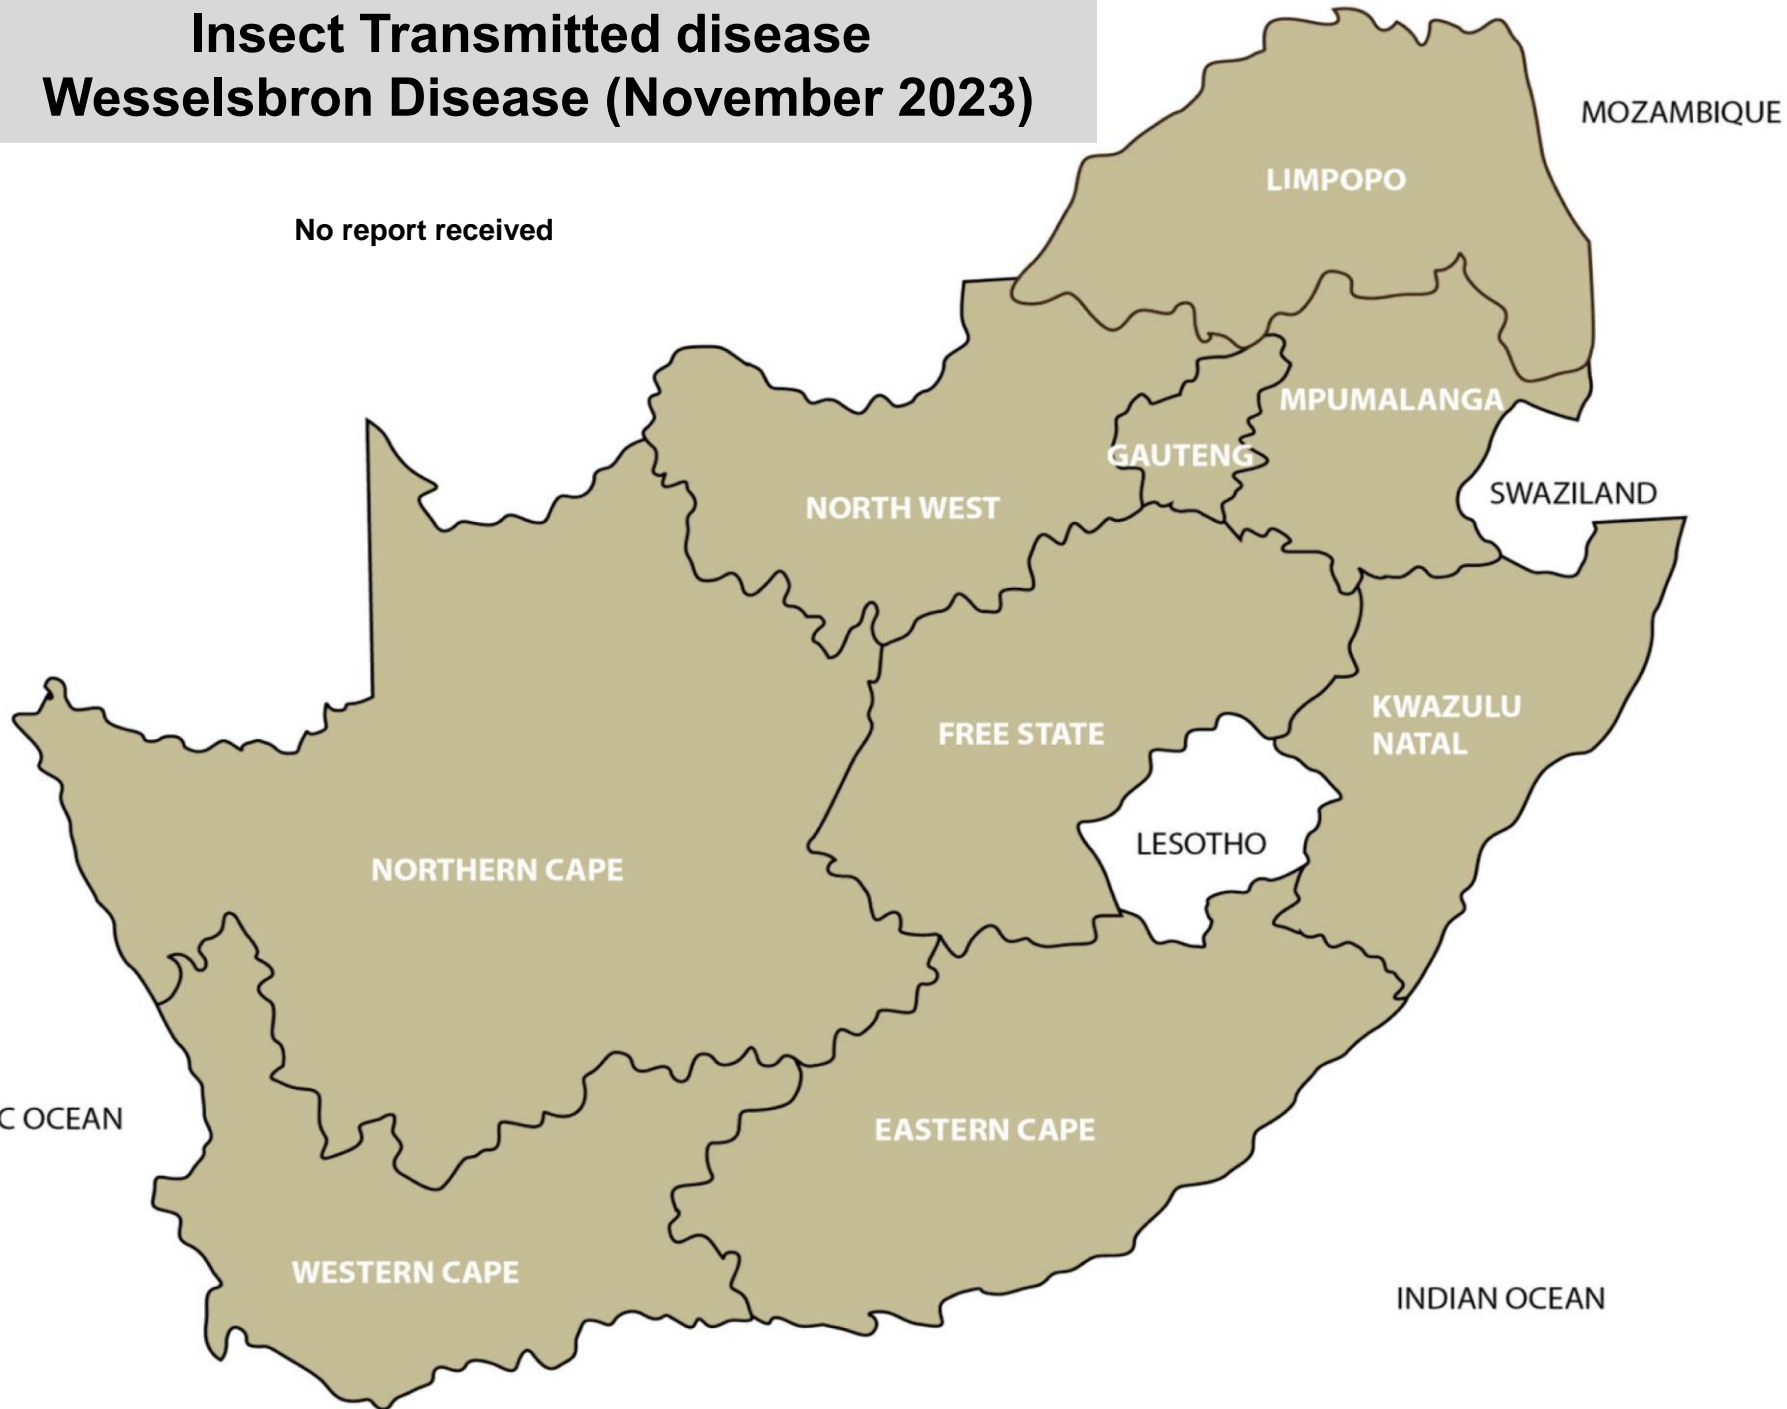 Insect Transmitted disease
Wesselsbron Disease (November 2023)
MOZAMBIQUE
LIMPOPO
No report received
MPUMALANGA
GAUTENG
SWAZILAND
NORTH WEST
KWAZULU
NATAL
FREE STATE
LESOTHO
NORTHERN CAPE
C OCEAN
EASTERN CAPE
WESTERN CAPE
INDIAN OCEAN